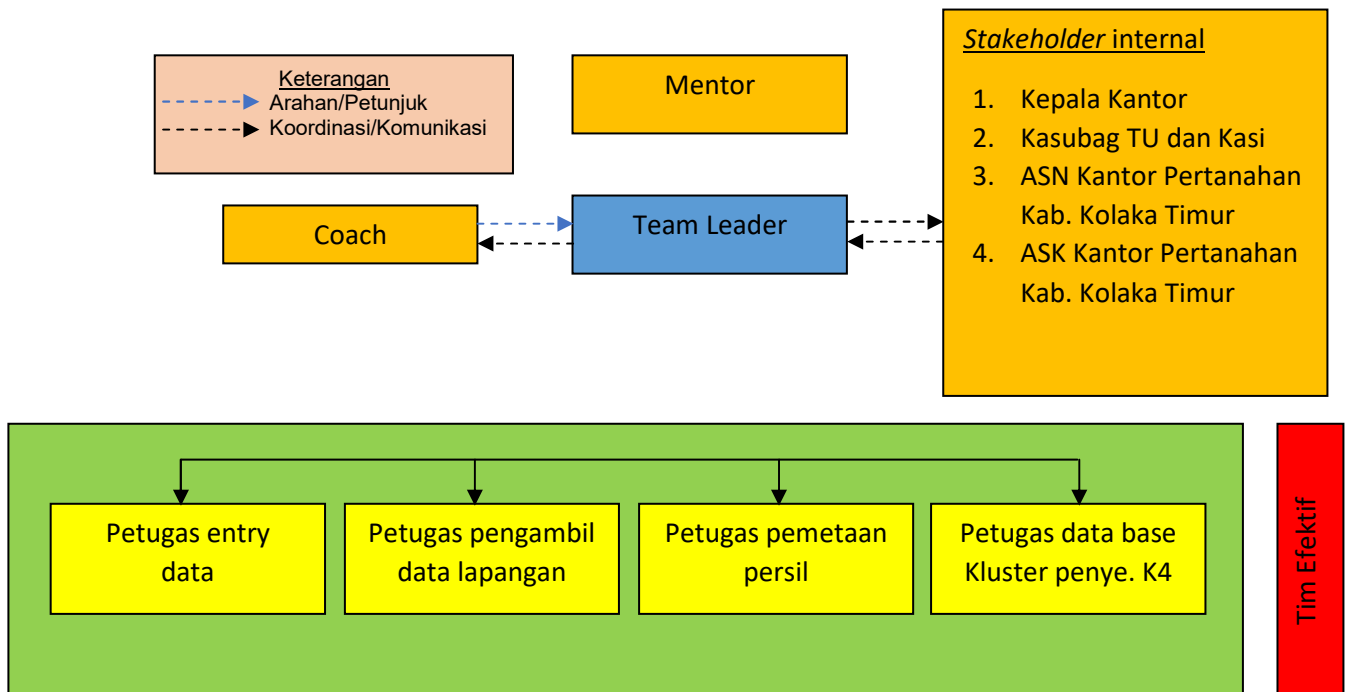 Keterangan
Arahan/Petunjuk
Koordinasi/Komunikasi
Mentor
Stakeholder internal
1. Kepala Kantor
2. Kasubag TU dan Kasi
3. ASN Kantor Pertanahan
Kab. Kolaka Timur
4. ASK Kantor Pertanahan
Kab. Kolaka Timur
Coach
Team Leader
Petugas entry
data
Petugas pengambil
data lapangan
Petugas pemetaan
persil
Petugas data base
Kluster penye. K4
Tim Efektif